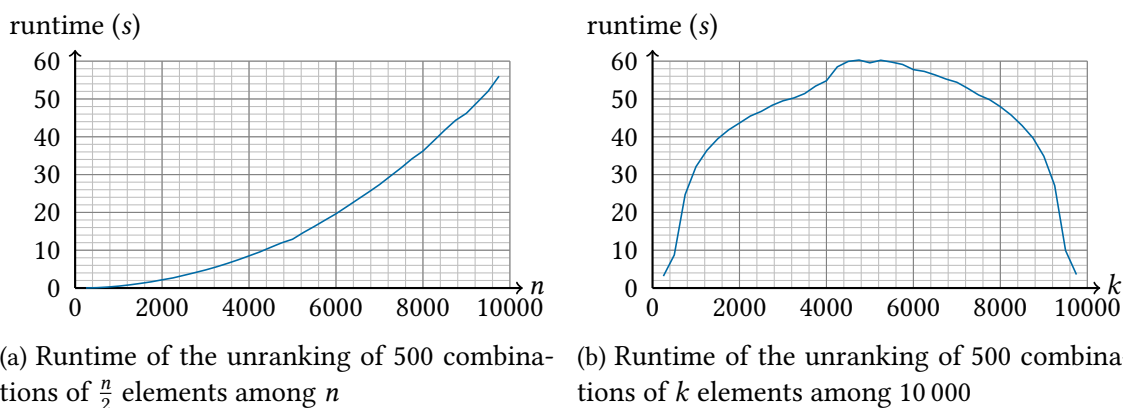 runtime (s)
60
50
40
30
20
10
0
0 2000 4000 6000 8000 10000
n
(a) Runtime of the unranking of 500 combina-
tions of n/2 elements among n
runtime (s)
60
50
40
30
20
10
0
0 2000 4000 6000 8000 10000
k
(b) Runtime of the unranking of 500 combina
tions of k elements among 10 000